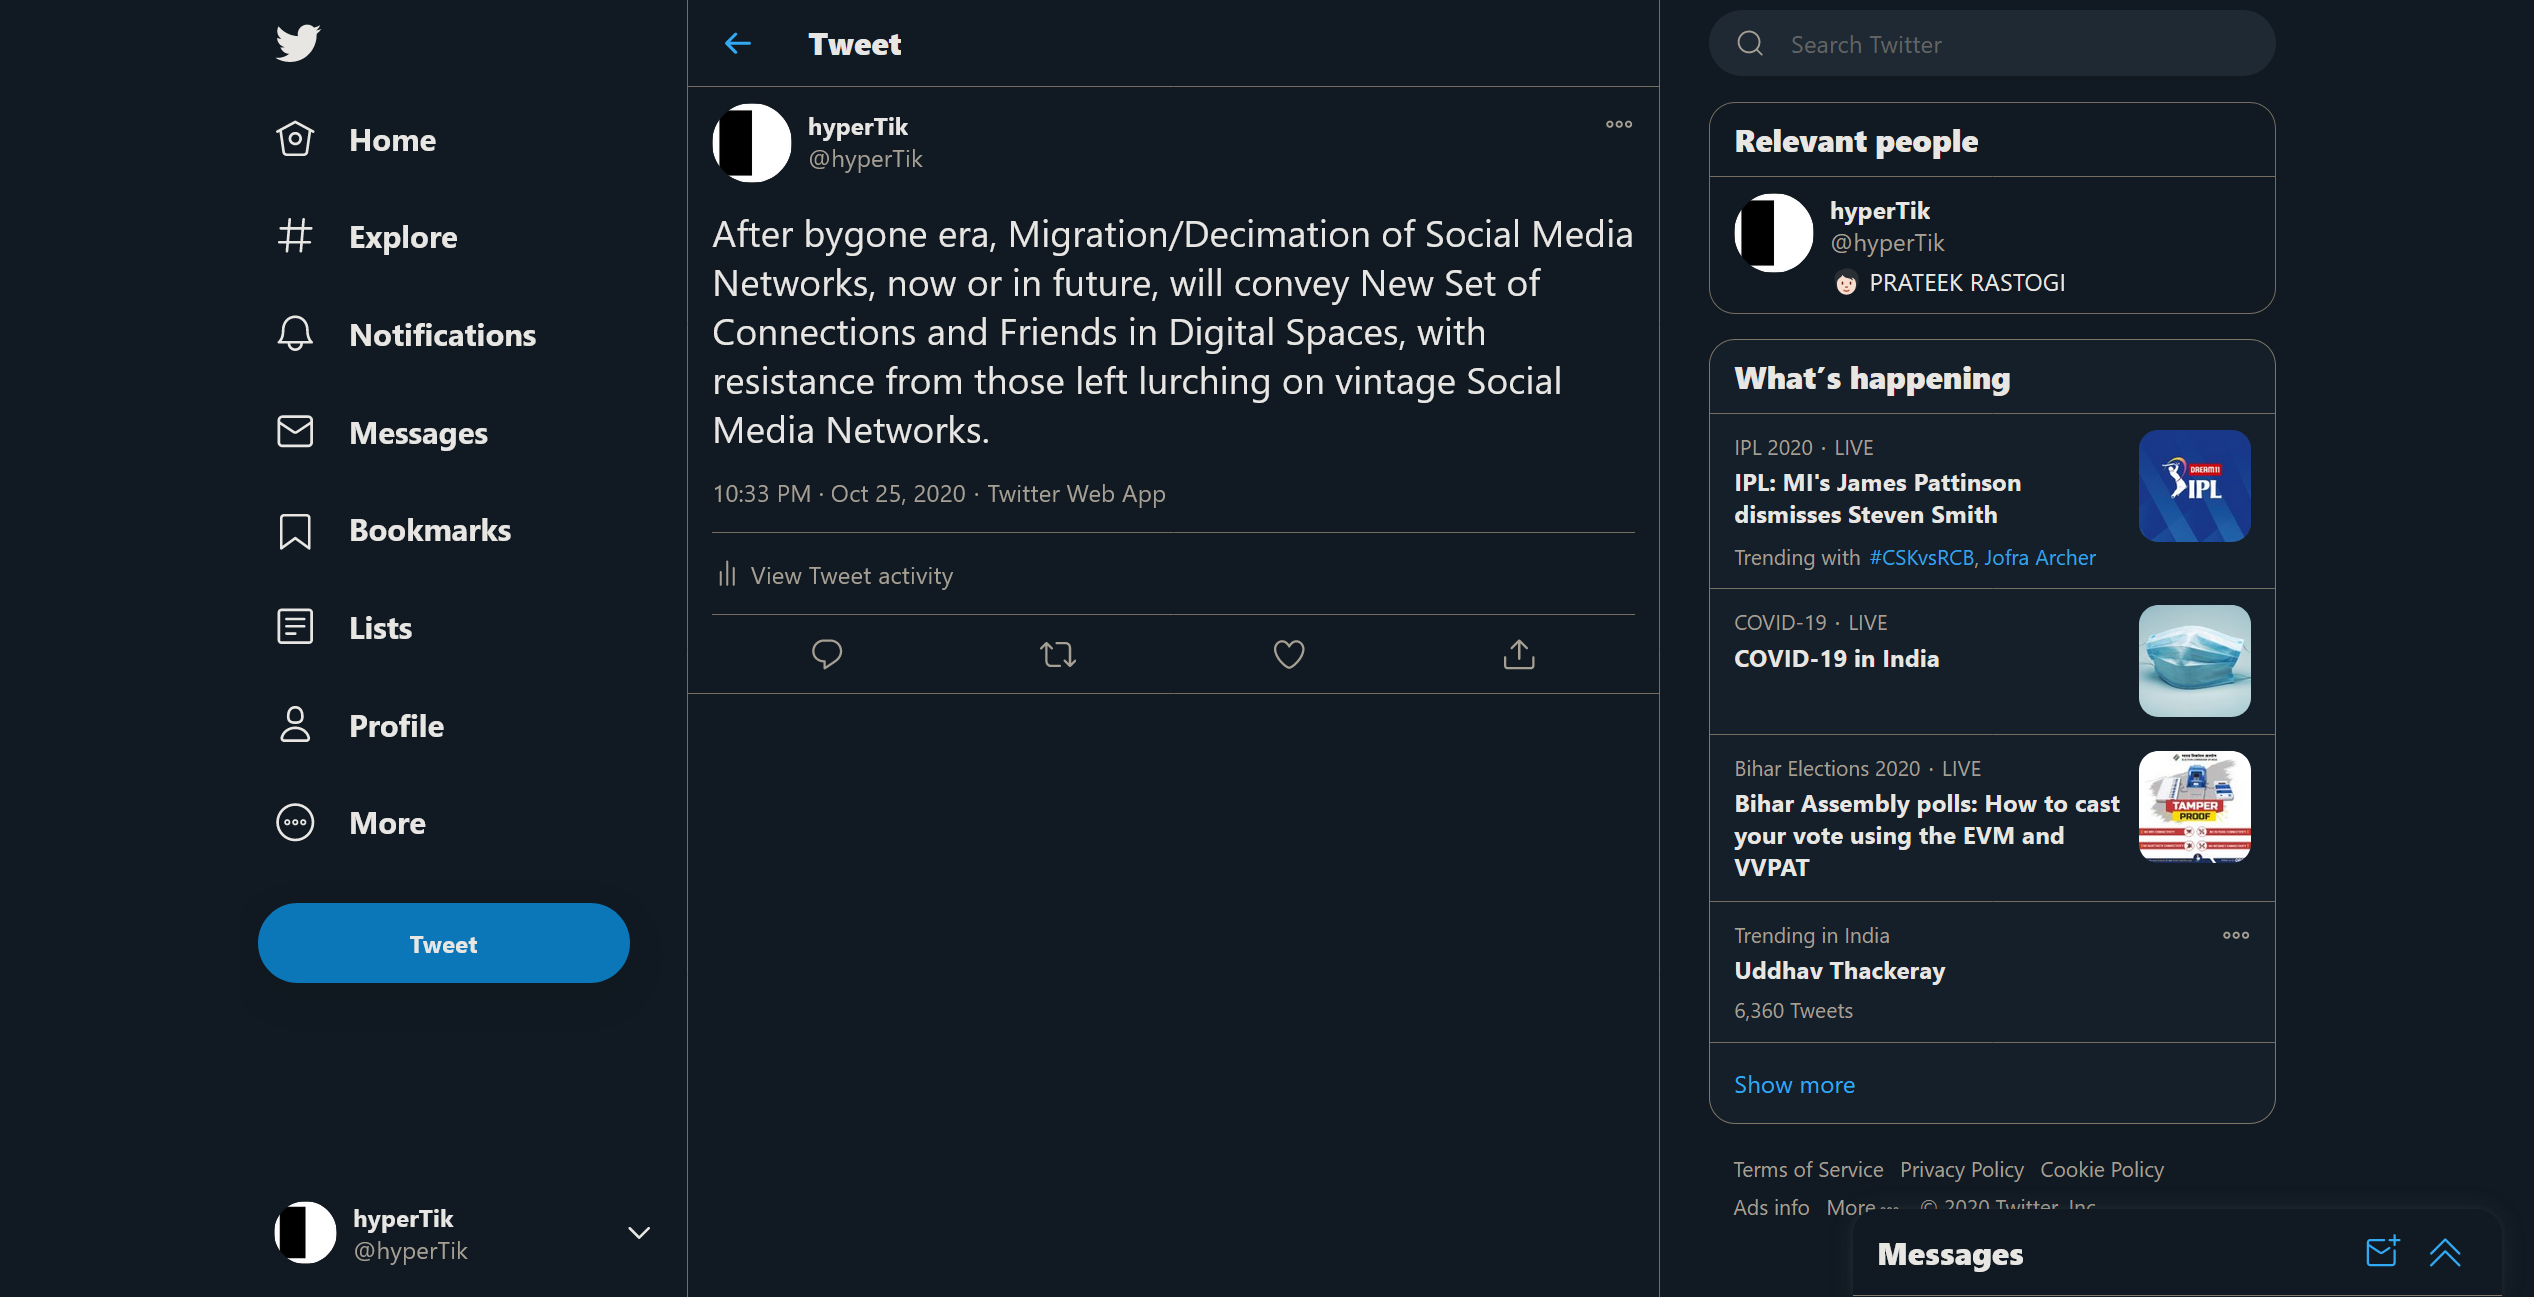 Home
Explore
Notifications
Messages
Bookmarks
Lists
Profile
More
Tweet
hyperTik
@hyperTik
Tweet
hyperTik
@hyperTik
After bygone era, Migration/Decimation of Social Media
Networks, now or in future, will convey New Set of
Connections and Friends in Digital Spaces, with
resistance from those left lurching on vintage Social
Media Networks.
10:33 PM · Oct 25, 2020 · Twitter Web App
View Tweet activity
Search Twitter
Relevant people
hyperTik
@hyperTik
PRATEEK RASTOGI
What´s happening
IPL 2020 · LIVE
IPL: MI's James Pattinson
dismisses Steven Smith
Trending with #CSKvsRCB, Jofra Archer
DREAM11
IPL
COVID-19 · LIVE
COVID-19 in India
Bihar Elections 2020 · LIVE
Bihar Assembly polls: How to cast
your vote using the EVM and
VVPAT
TAMPER
PROOF
Trending in India
Uddhav Thackeray
6,360 Tweets
Show more
Terms of Service Privacy Policy Cookie Policy
Ads info More © 2020 Twitter, Inc.
Messages